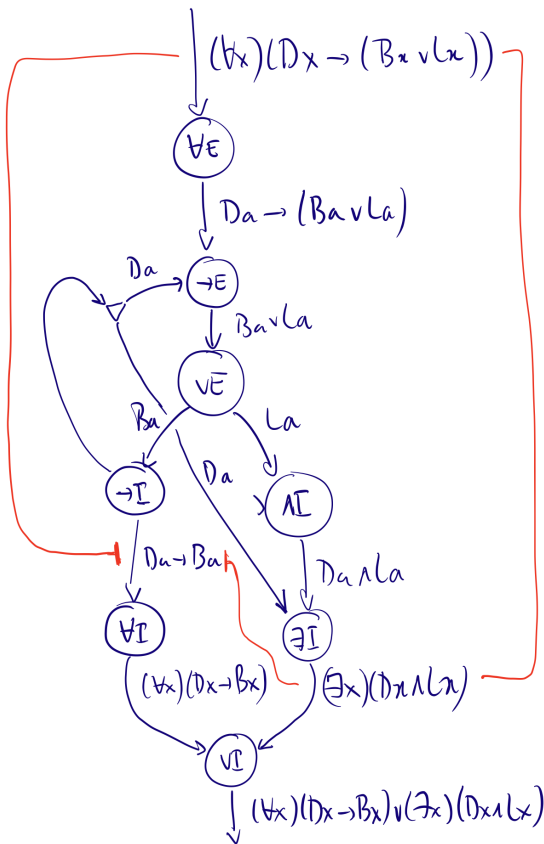 (∀x)(Dx → (Bx ∨ Lx))
∀E
Da → (Ba ∨ La)
Da
→E
Ba ∨ La
∨E
Ba
La
Da
→I
∧I
Da → Ba
Da ∧ La
∀I
∃I
(∀x)(Dx → Bx)
(∃x)(Dx ∧ Lx)
∨I
(∀x)(Dx → Bx) ∨ (∃x)(Dx ∧ Lx)